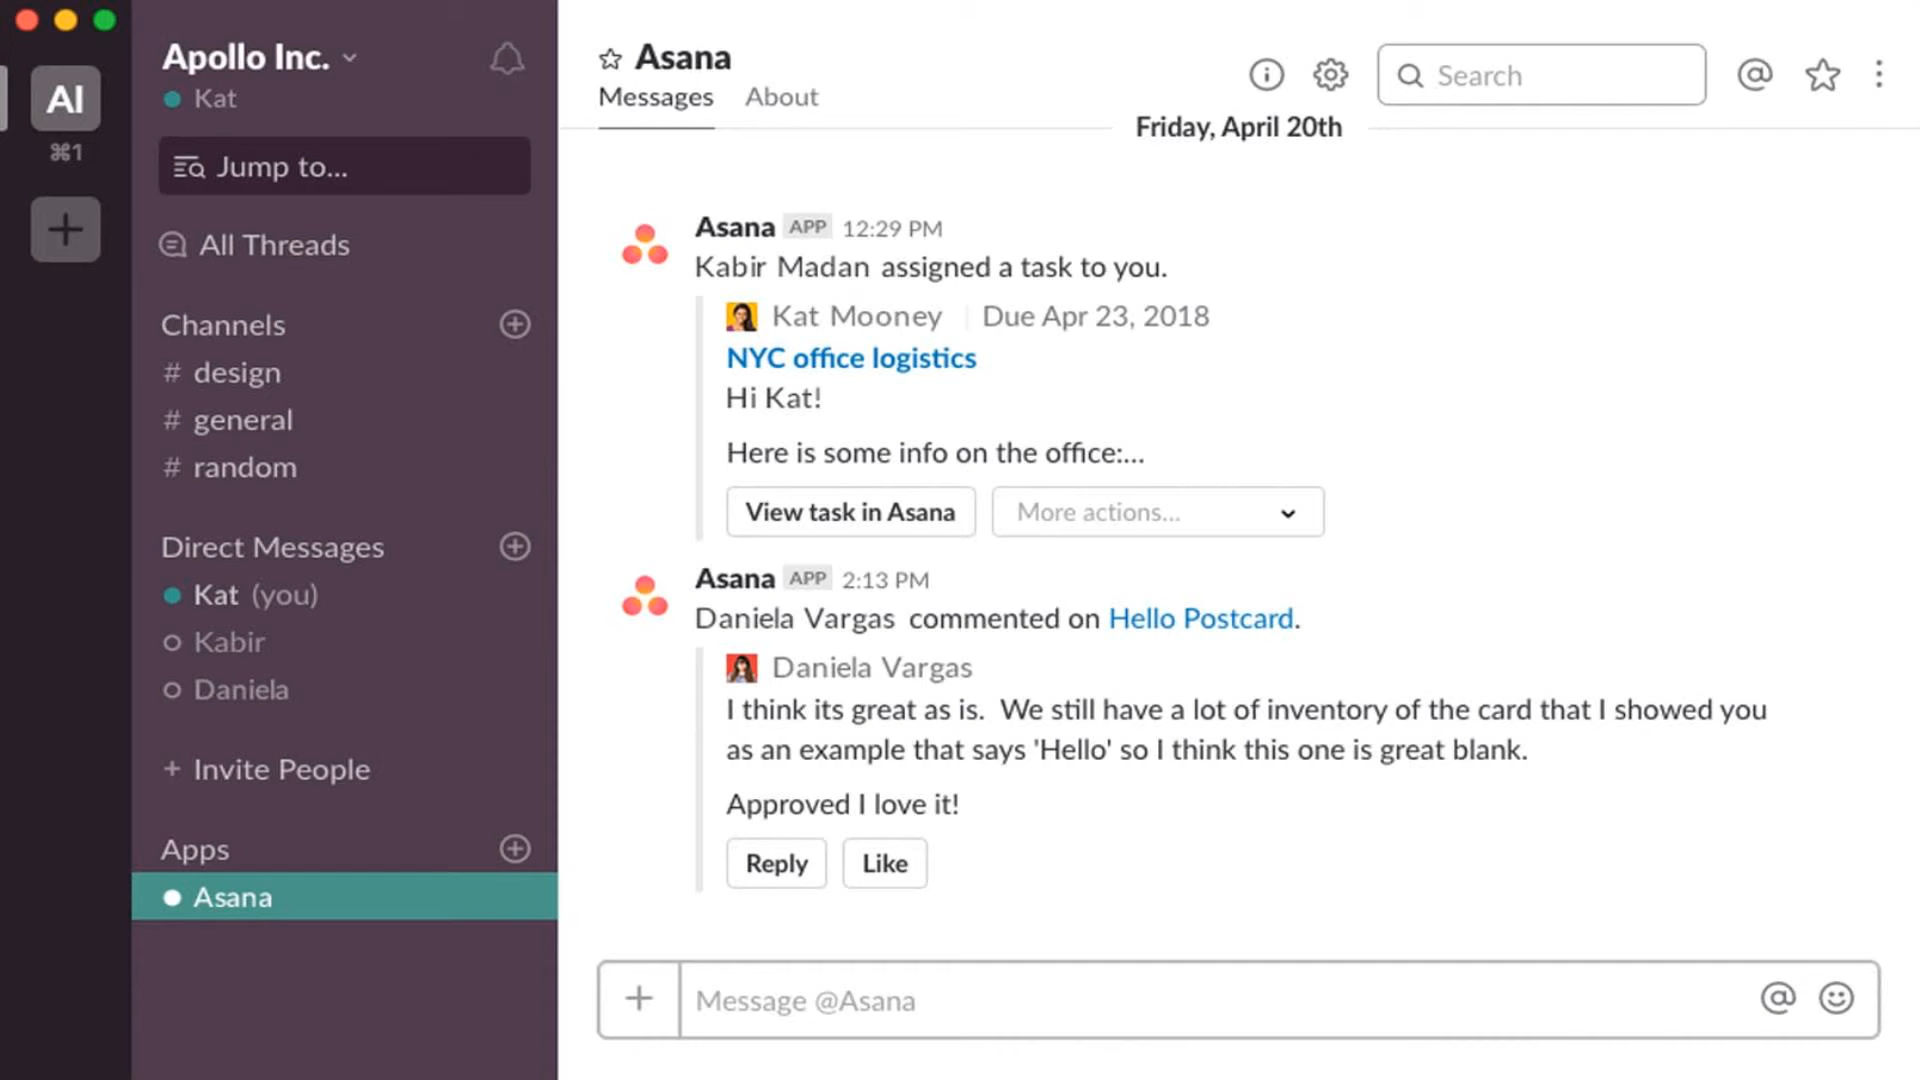 AI
⌘1
Apollo Inc.
Kat
Jump to...
All Threads
Channels
# design
# general
# random
Direct Messages
Kat (you)
Kabir
Daniela
+ Invite People
Apps
Asana
Asana
Messages About
Search
Friday, April 20th
Asana APP 12:29 PM
Kabir Madan assigned a task to you.
Kat Mooney Due Apr 23, 2018
NYC office logistics
Hi Kat!
Here is some info on the office:...
View task in Asana More actions...
Asana APP 2:13 PM
Daniela Vargas commented on Hello Postcard.
Daniela Vargas
I think its great as is. We still have a lot of inventory of the card that I showed you
as an example that says 'Hello' so I think this one is great blank.
Approved I love it!
Reply Like
Message @Asana